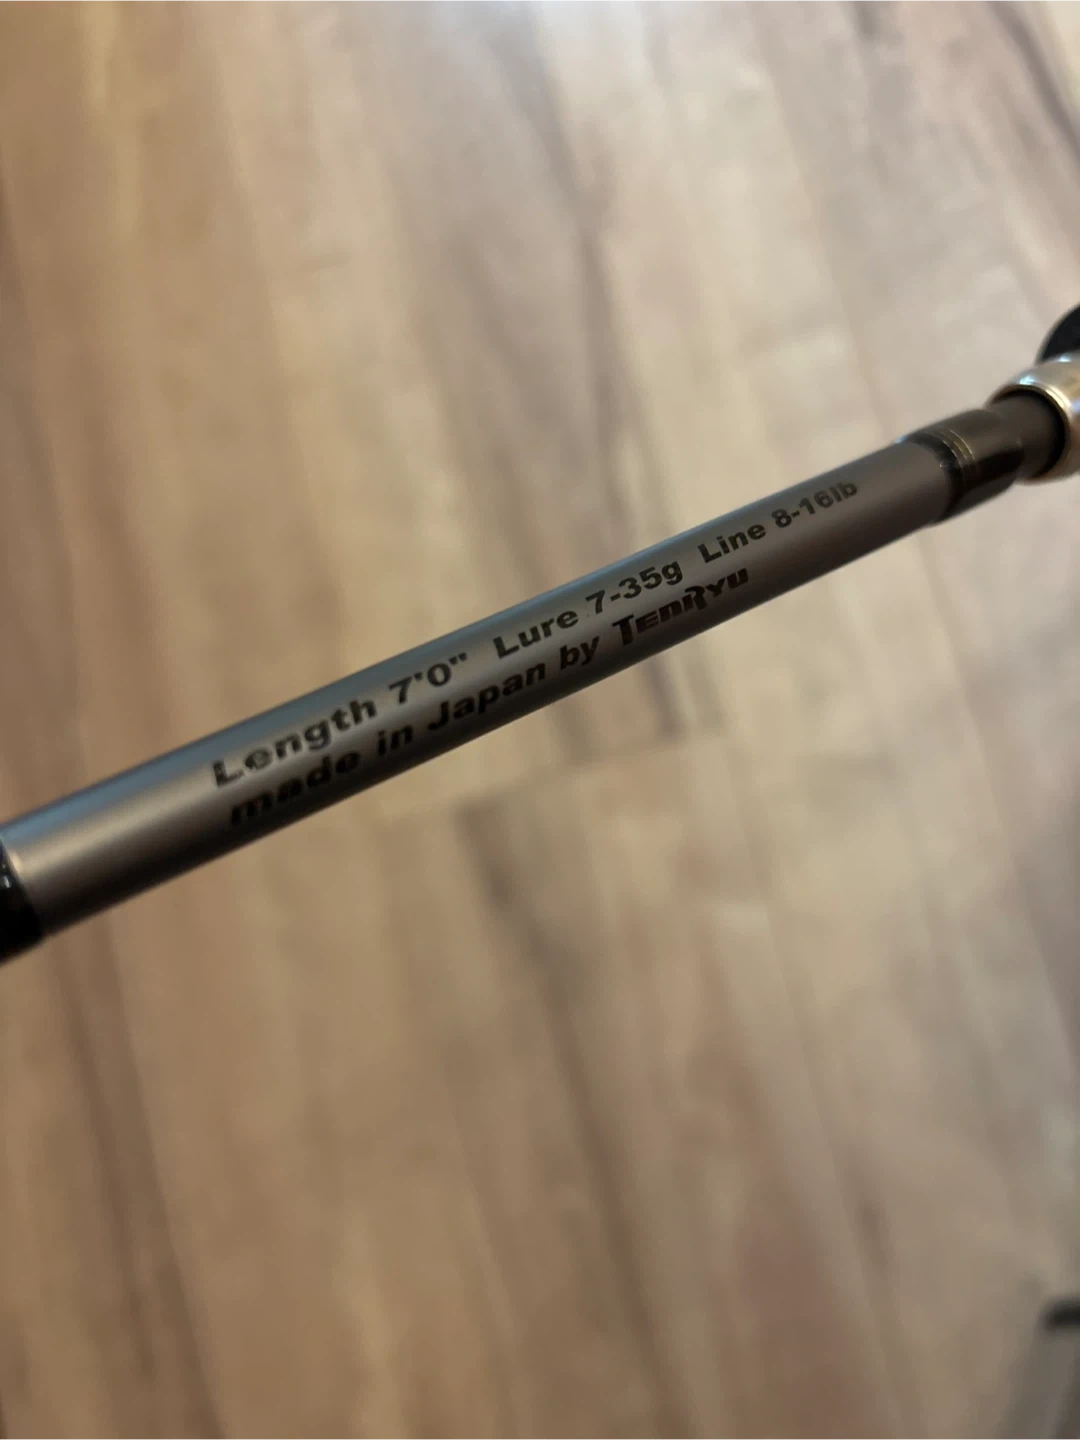 Length 7'0" Lure 7-35g Line 8-16lb
made in Japan by TENRYU